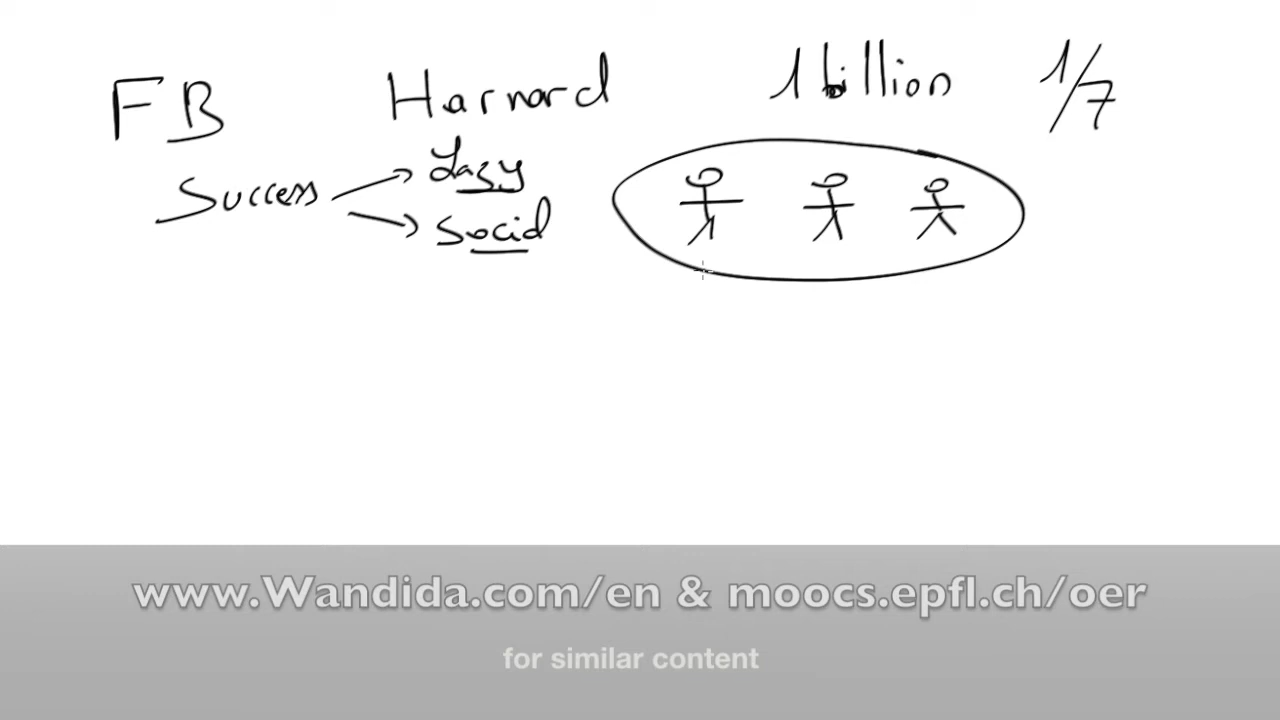 FB Harvard 1 billion 1/7
Success → Lazy
→ Social
www.Wandida.com/en & moocs.epfl.ch/oer
for similar content